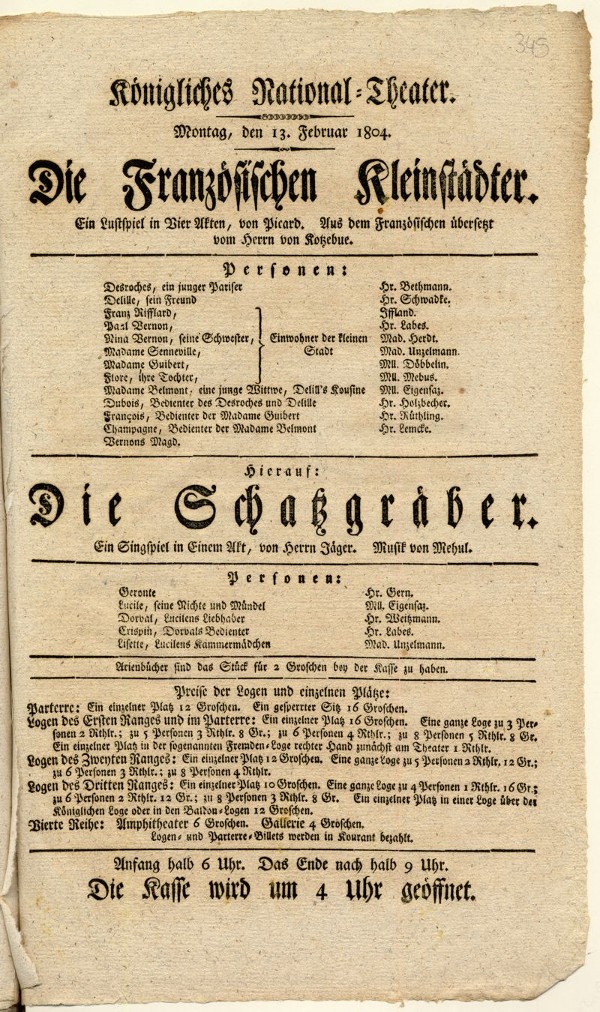 345
Königliches National-Theater.
Montag, den 13. Februar 1804.
Die Französischen Kleinstädter.
Ein Lustspiel in Vier Akten, von Picard. Aus dem Französischen übersetzt
vom Herrn von Kotzebue.
Personen:
Desroches, ein junger Pariser Hr. Bethmann.
Delille, sein Freund Hr. Schwadke.
Franz Rifflard, Iffland.
Paul Vernon, Hr. Labes.
Nina Vernon, seine Schwester, Einwohner der kleinen Mad. Herdt.
Madame Senneville, Stadt Mad. Unzelmann.
Madame Guibert, Mll. Döbbelin.
Flore, ihre Tochter, Mll. Mebus.
Madame Belmont, eine junge Wittwe, Delill's Kousine Mll. Eigensaz.
Dubois, Bedienter des Desroches und Delille Hr. Holzbecher.
François, Bedienter der Madame Guibert Hr. Rüthling.
Champagne, Bedienter der Madame Belmont Hr. Lemcke.
Vernons Magd.
Hierauf:
Die Schatzgräber.
Ein Singspiel in Einem Akt, von Herrn Jäger. Musik von Mehul.
Personen:
Geronte Hr. Gern.
Lucile, seine Nichte und Mündel Mll. Eigensaz.
Dorval, Lucilens Liebhaber Hr. Weitzmann.
Crispin, Dorvals Bedienter Hr. Labes.
Lisette, Lucilens Kammermädchen Mad. Unzelmann.
Arienbücher sind das Stück für 2 Groschen bey der Kasse zu haben.
Preise der Logen und einzelnen Plätze:
Parterre: Ein einzelner Platz 12 Groschen. Ein gesperrter Sitz 16 Groschen.
Logen des Ersten Ranges und im Parterre: Ein einzelner Platz 16 Groschen. Eine ganze Loge zu 3 Per-
sonen 2 Rthlr.; zu 5 Personen 3 Rthlr. 8 Gr.; zu 6 Personen 4 Rthlr.; zu 8 Personen 5 Rthlr. 8 Gr.
Ein einzelner Platz in der sogenannten Fremden-Loge rechter Hand zunächst am Theater 1 Rthlr.
Logen des Zweyten Ranges: Ein einzelner Platz 12 Groschen. Eine ganze Loge zu 5 Personen 2 Rthlr. 12 Gr.;
zu 6 Personen 3 Rthlr.; zu 8 Personen 4 Rthlr.
Logen des Dritten Ranges: Ein einzelner Platz 10 Groschen. Eine ganze Loge zu 4 Personen 1 Rthlr. 16 Gr.;
zu 6 Personen 2 Rthlr. 12 Gr.; zu 8 Personen 3 Rthlr. 8 Gr. Ein einzelner Platz in einer Loge über der
Königlichen Loge oder in den Balkon-Logen 12 Groschen.
Vierte Reihe: Amphitheater 6 Groschen. Gallerie 4 Groschen.
Logen- und Parterre-Billets werden in Kourant bezahlt.
Anfang halb 6 Uhr. Das Ende nach halb 9 Uhr.
Die Kasse wird um 4 Uhr geöffnet.